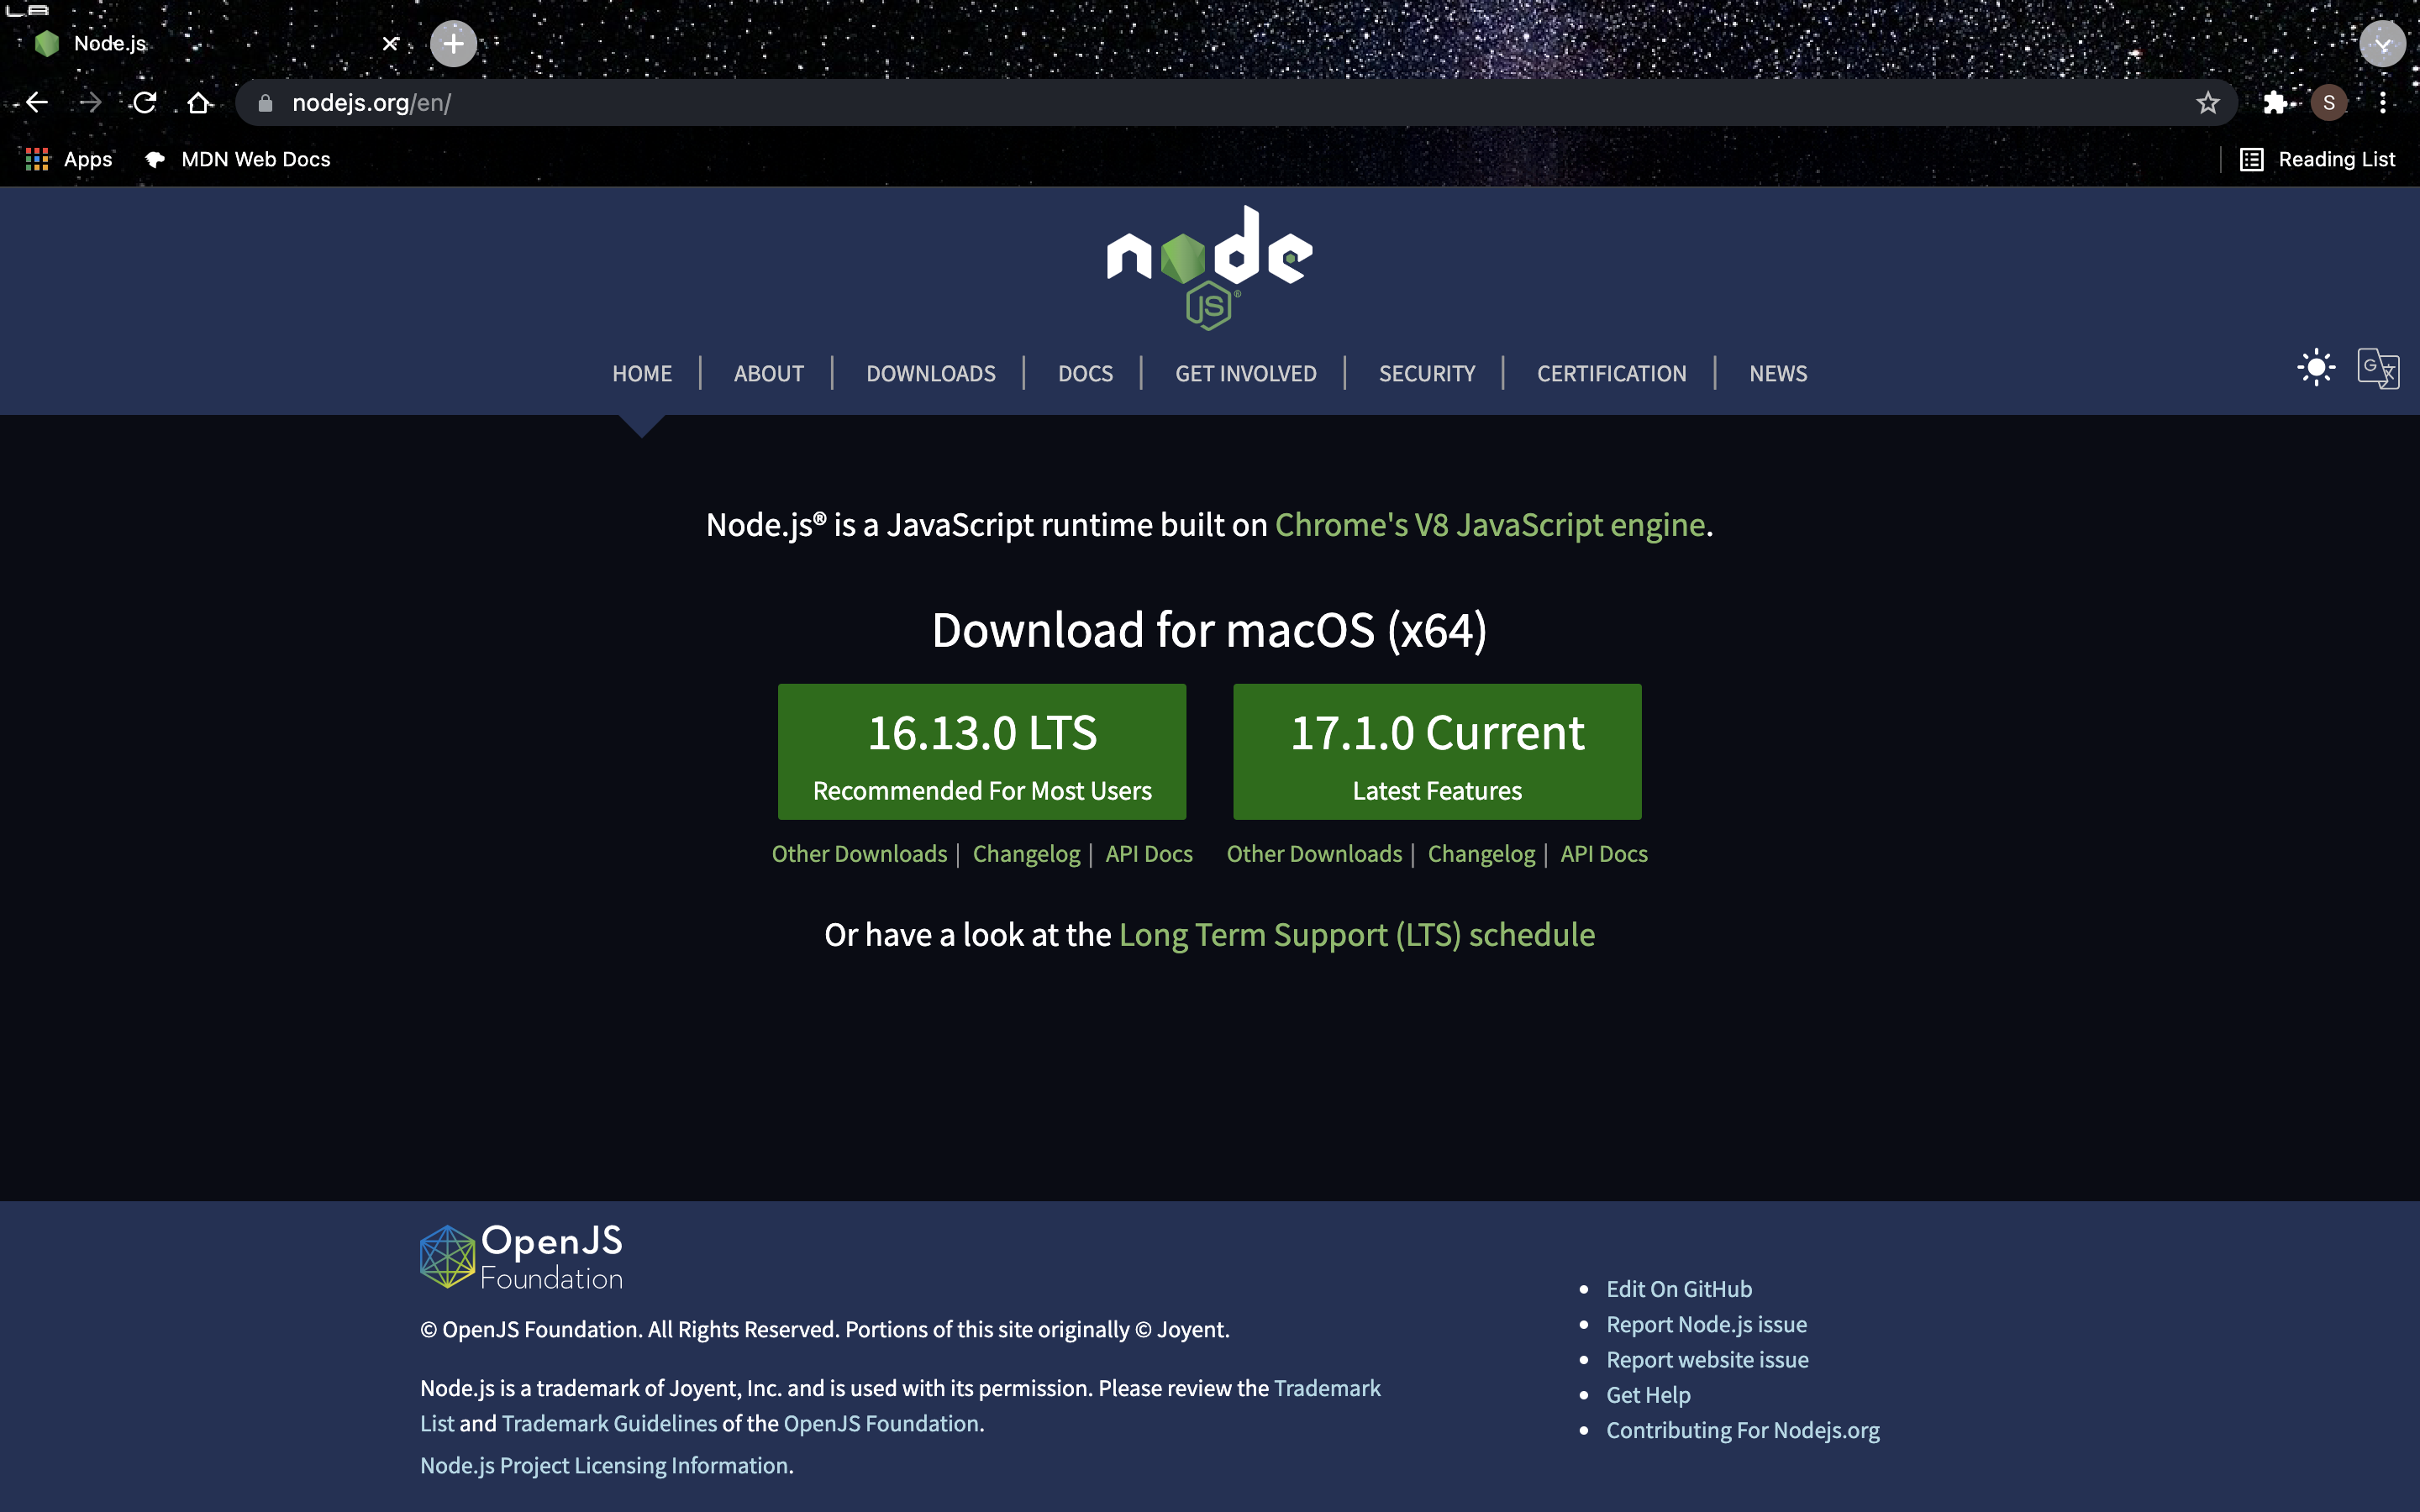 Node.js
nodejs.org/en/
S
Apps
MDN Web Docs
Reading List
node
JS®
HOME | ABOUT | DOWNLOADS | DOCS | GET INVOLVED | SECURITY | CERTIFICATION | NEWS
Node.js® is a JavaScript runtime built on Chrome's V8 JavaScript engine.
Download for macOS (x64)
16.13.0 LTS
Recommended For Most Users
17.1.0 Current
Latest Features
Other Downloads | Changelog | API Docs
Other Downloads | Changelog | API Docs
Or have a look at the Long Term Support (LTS) schedule
OpenJS
Foundation
© OpenJS Foundation. All Rights Reserved. Portions of this site originally © Joyent.
Node.js is a trademark of Joyent, Inc. and is used with its permission. Please review the Trademark
List and Trademark Guidelines of the OpenJS Foundation.
Node.js Project Licensing Information.
Edit On GitHub
Report Node.js issue
Report website issue
Get Help
Contributing For Nodejs.org